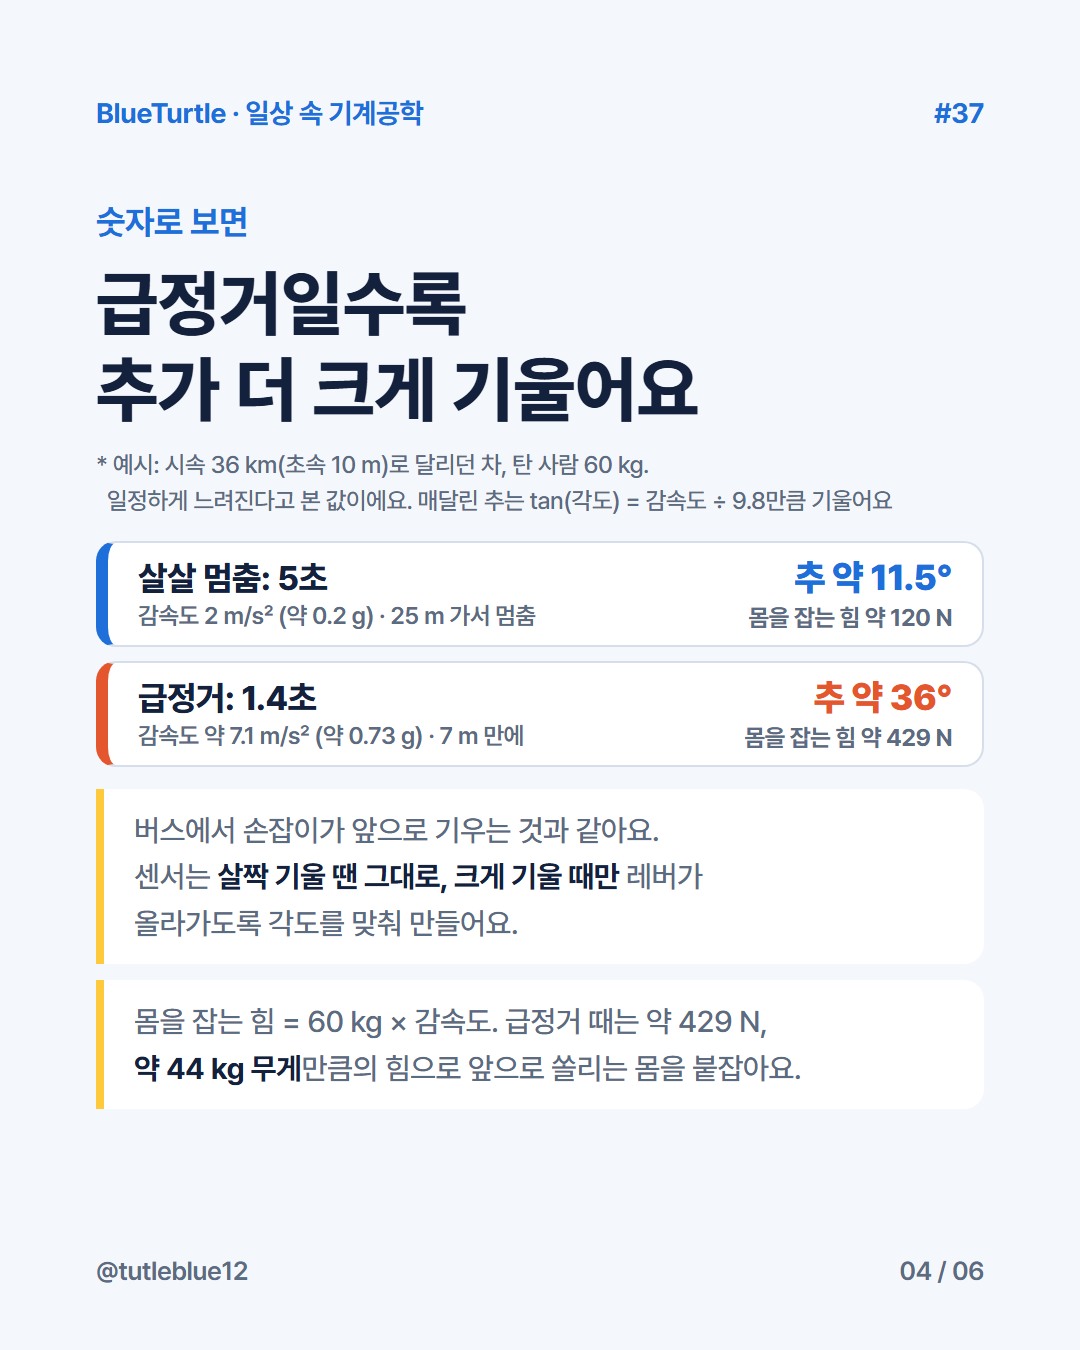 BlueTurtle · 일상 속 기계공학
#37
숫자로 보면
급정거일수록
추가 더 크게 기울어요
* 예시: 시속 36 km(초속 10 m)로 달리던 차, 탄 사람 60 kg.
일정하게 느려진다고 본 값이에요. 매달린 추는 tan(각도) = 감속도 ÷ 9.8만큼 기울어요
살살 멈춤: 5초
추 약 11.5°
감속도 2 m/s² (약 0.2 g) · 25 m 가서 멈춤
몸을 잡는 힘 약 120 N
급정거: 1.4초
추 약 36°
감속도 약 7.1 m/s² (약 0.73 g) · 7 m 만에
몸을 잡는 힘 약 429 N
버스에서 손잡이가 앞으로 기우는 것과 같아요.
센서는 살짝 기울 땐 그대로, 크게 기울 때만 레버가
올라가도록 각도를 맞춰 만들어요.
몸을 잡는 힘 = 60 kg × 감속도. 급정거 때는 약 429 N,
약 44 kg 무게만큼의 힘으로 앞으로 쏠리는 몸을 붙잡아요.
@tutleblue12
04 / 06